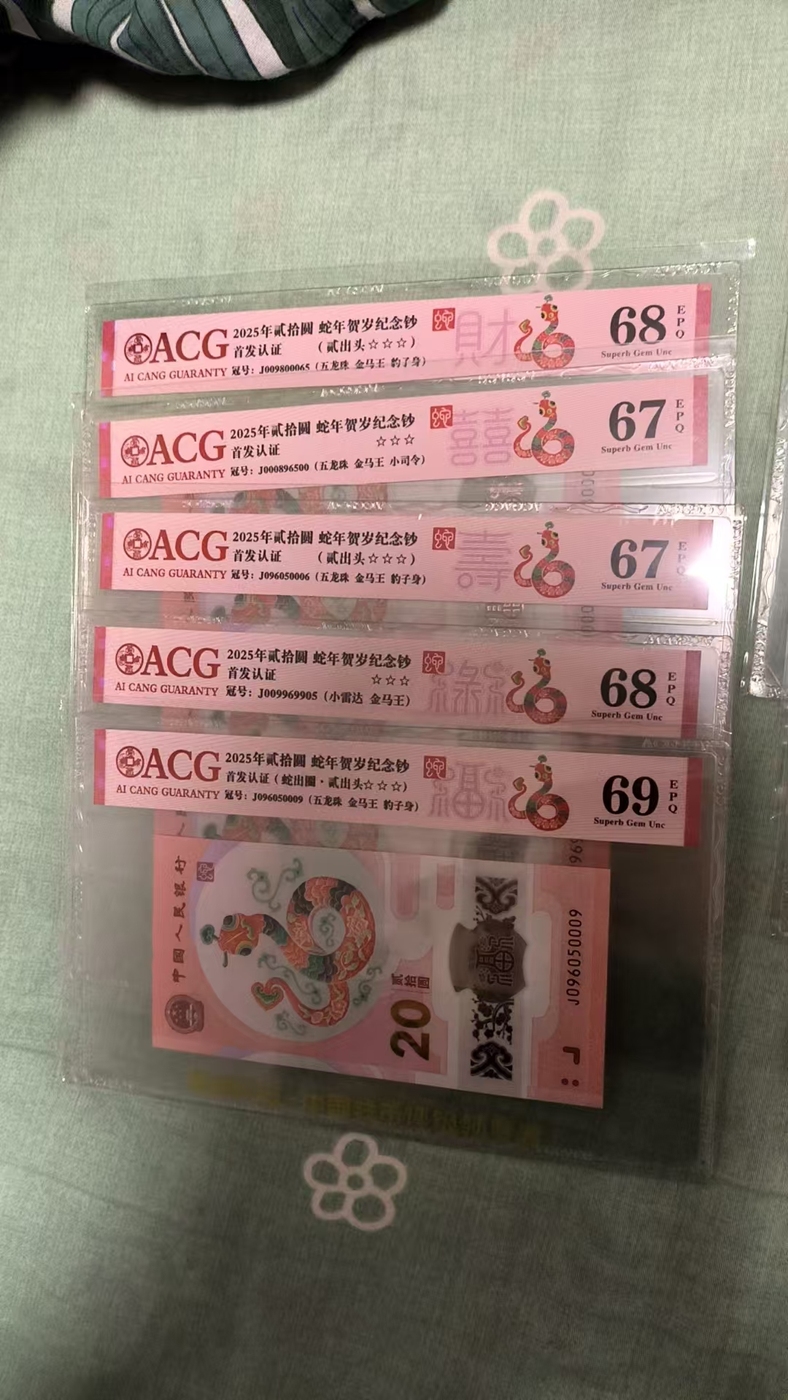 ACG
AI CANG GUARANTY
2025年贰拾圆 蛇年贺岁纪念钞
首发认证 (贰出头☆☆☆)
冠号: J009800065 (五龙珠 金马王 豹子身)
財
68
EPQ
Superb Gem Unc
ACG
AI CANG GUARANTY
2025年贰拾圆 蛇年贺岁纪念钞
首发认证 ☆☆☆
冠号: J000896500 (五龙珠 金马王 小司令)
囍
67
EPQ
Superb Gem Unc
ACG
AI CANG GUARANTY
2025年贰拾圆 蛇年贺岁纪念钞
首发认证 (贰出头☆☆☆)
冠号: J096050006 (五龙珠 金马王 豹子身)
壽
67
EPQ
Superb Gem Unc
ACG
AI CANG GUARANTY
2025年贰拾圆 蛇年贺岁纪念钞
首发认证 ☆☆☆
冠号: J009969905 (小雷达 金马王)
禄
68
EPQ
Superb Gem Unc
ACG
AI CANG GUARANTY
2025年贰拾圆 蛇年贺岁纪念钞
首发认证 (蛇出圈·贰出头☆☆☆)
冠号: J096050009 (五龙珠 金马王 豹子身)
福
69
EPQ
Superb Gem Unc
中国人民银行
贰拾圆
20
J096050009